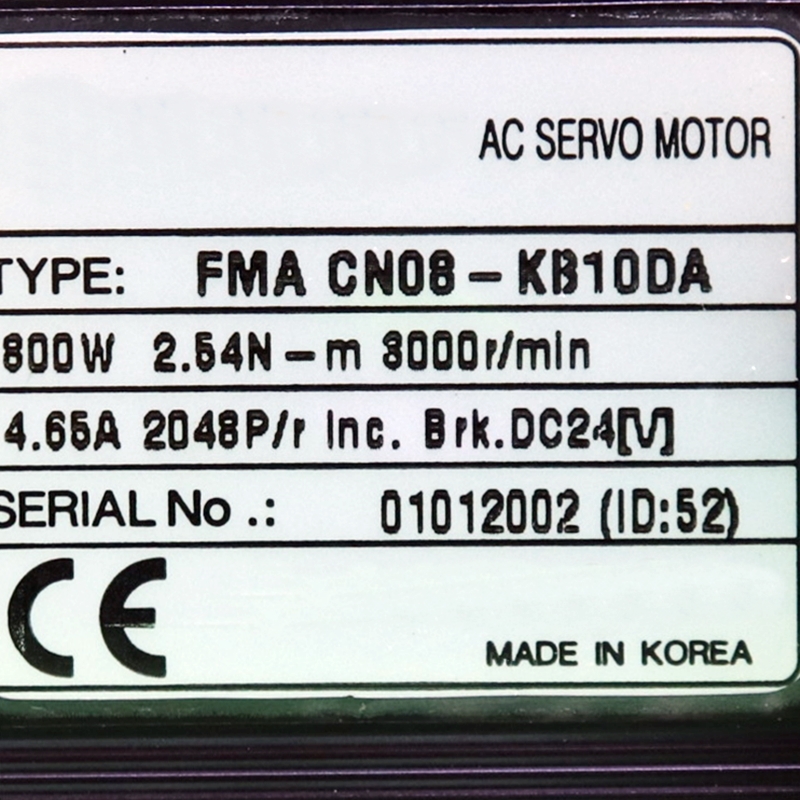 AC SERVO MOTOR
TYPE: FMA CN08 – KB10DA
800W 2.54N – m 3000r/min
4.65A 2048P/r Inc. Brk.DC24[V]
SERIAL No .: 01012002 (ID:52)
CE
MADE IN KOREA